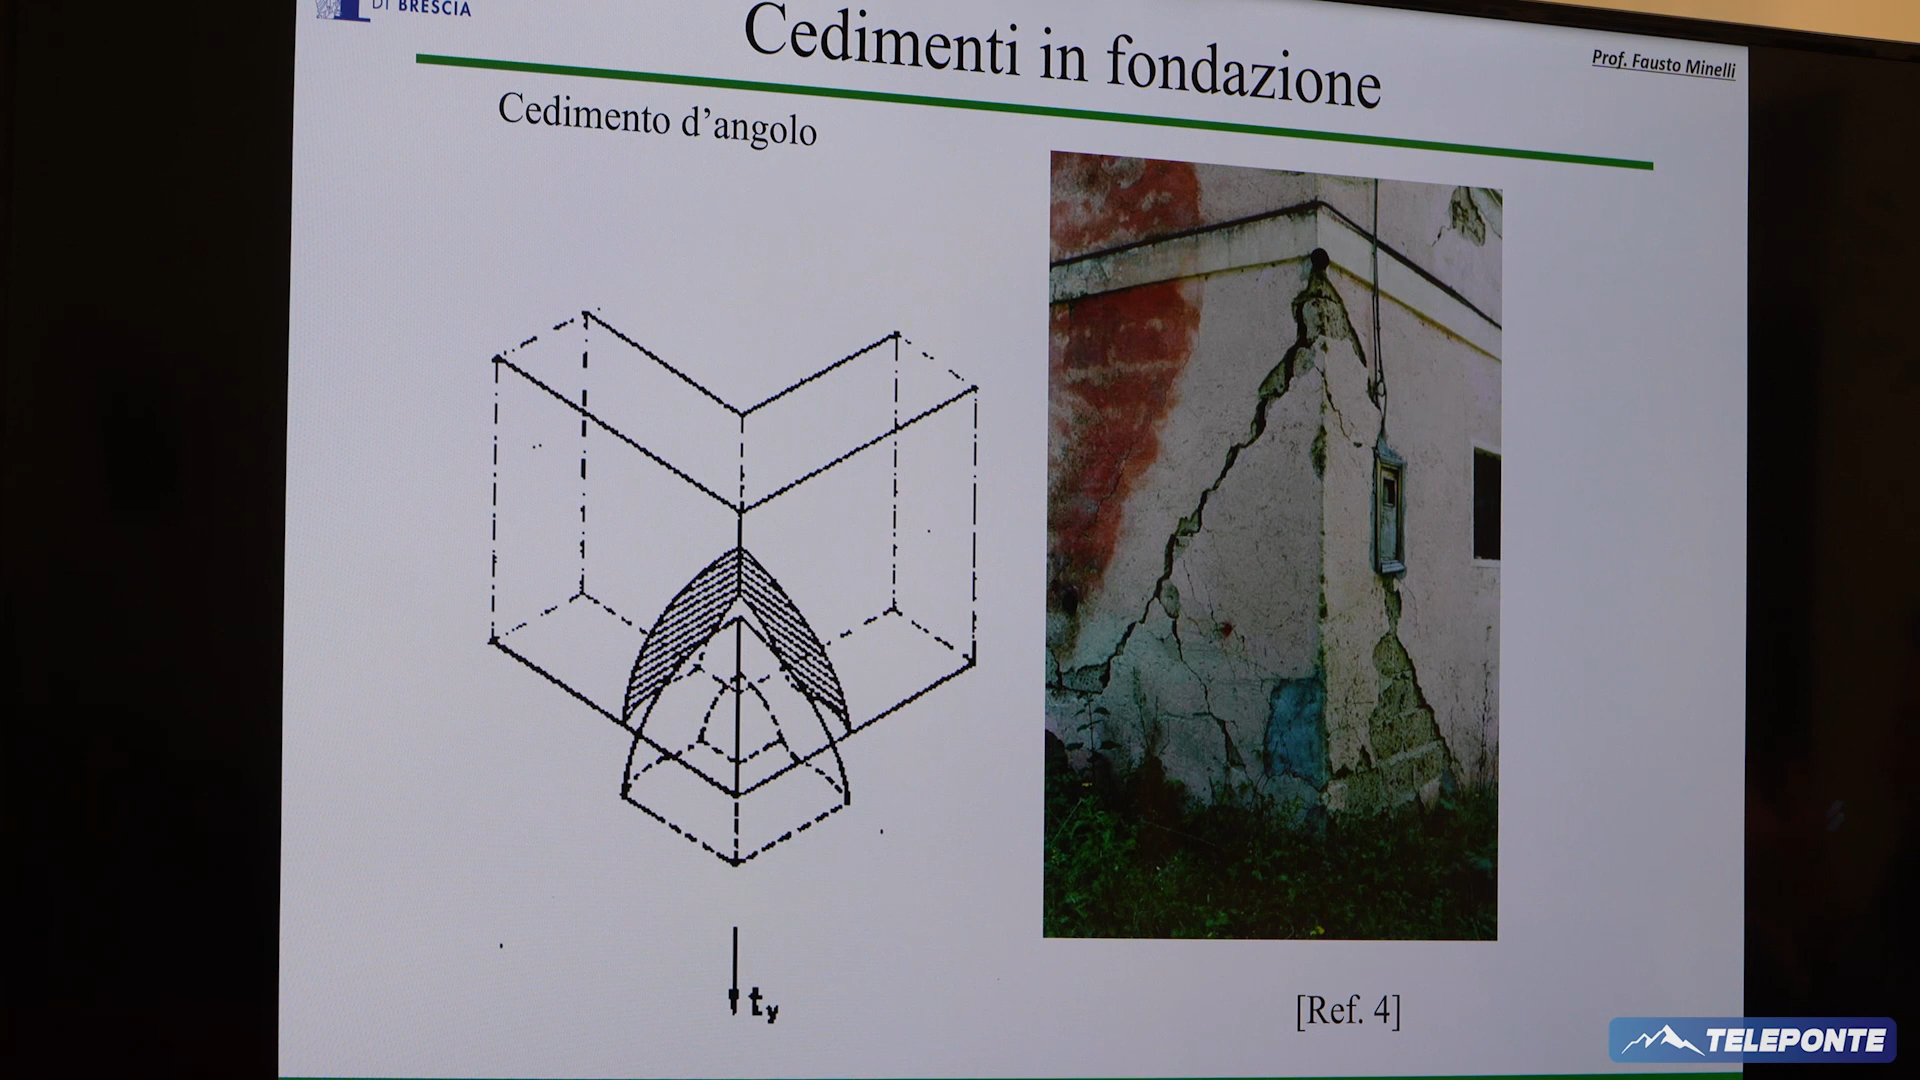 DI BRESCIA
Cedimenti in fondazione
Prof. Fausto Minelli
Cedimento d'angolo
ty
[Ref. 4]
TELEPONTE